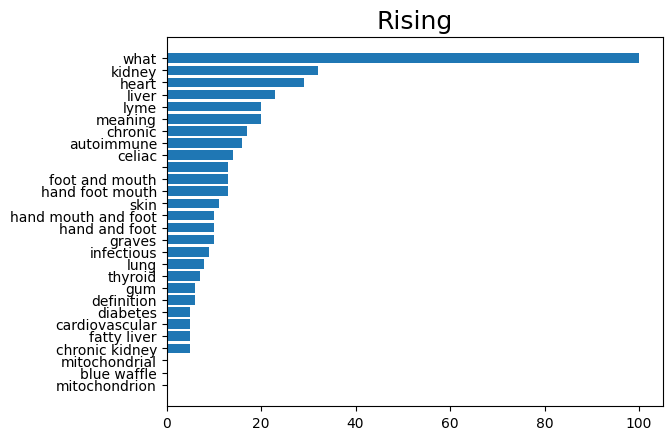 Rising
what
kidney
heart
liver
lyme
meaning
chronic
autoimmune
celiac
foot and mouth
hand foot mouth
skin
hand mouth and foot
hand and foot
graves
infectious
lung
thyroid
gum
definition
diabetes
cardiovascular
fatty liver
chronic kidney
mitochondrial
blue waffle
mitochondrion
0 20 40 60 80 100